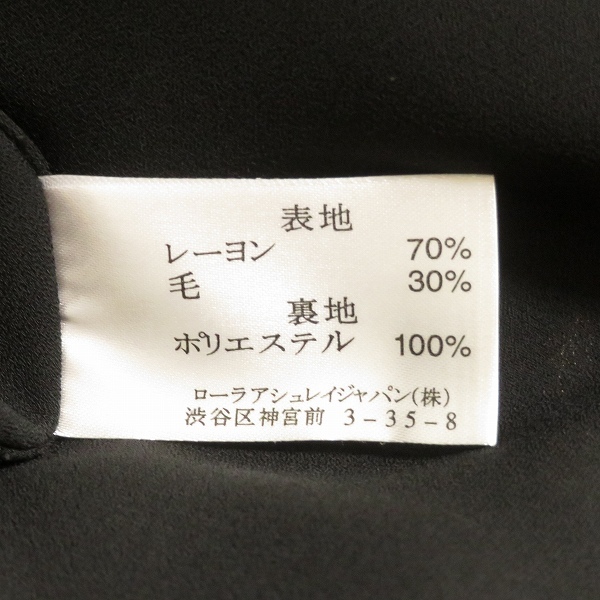 表地
レーヨン 70%
毛 30%
裏地
ポリエステル 100%
ローラアシュレイジャパン(株)
渋谷区神宮前 3-35-8